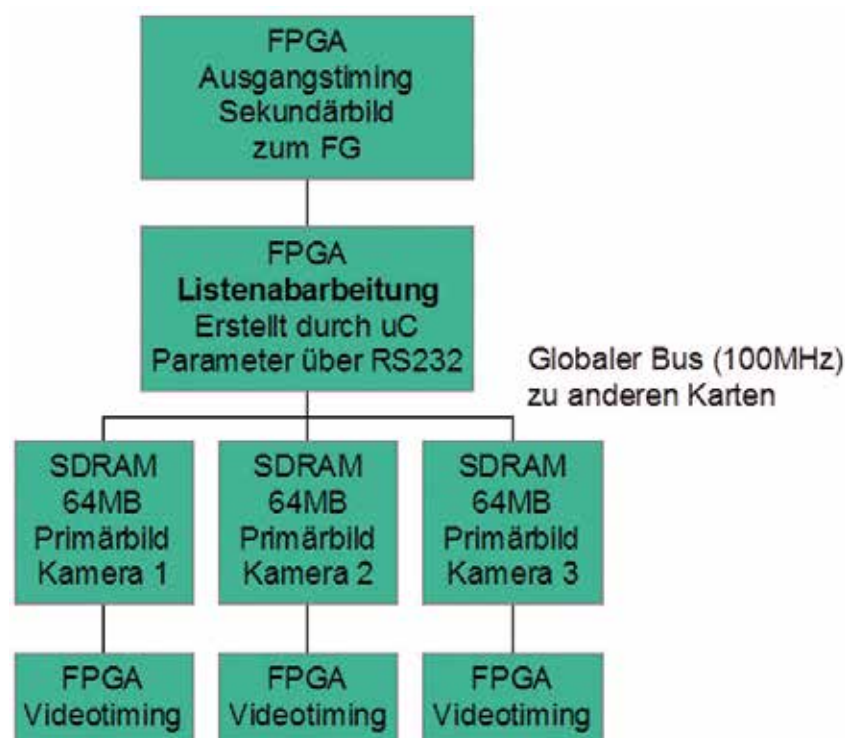 FPGA
Ausgangstiming
Sekundärbild
zum FG
FPGA
Listenabarbeitung
Erstellt durch uC
Parameter über RS232
Globaler Bus (100MHz)
zu anderen Karten
SDRAM
64MB
Primärbild
Kamera 1
SDRAM
64MB
Primärbild
Kamera 2
SDRAM
64MB
Primärbild
Kamera 3
FPGA
Videotiming
FPGA
Videotiming
FPGA
Videotiming